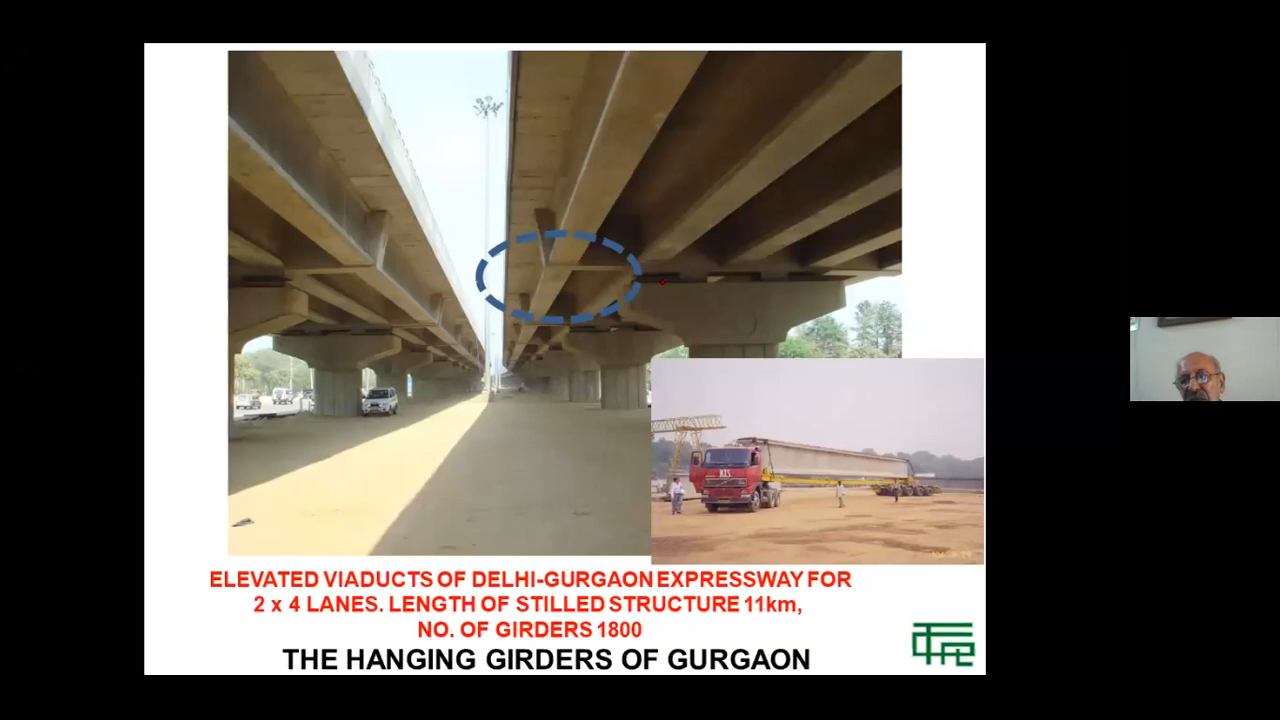 M.T.S.
ELEVATED VIADUCTS OF DELHI-GURGAON EXPRESSWAY FOR
2 x 4 LANES. LENGTH OF STILLED STRUCTURE 11km,
NO. OF GIRDERS 1800
THE HANGING GIRDERS OF GURGAON